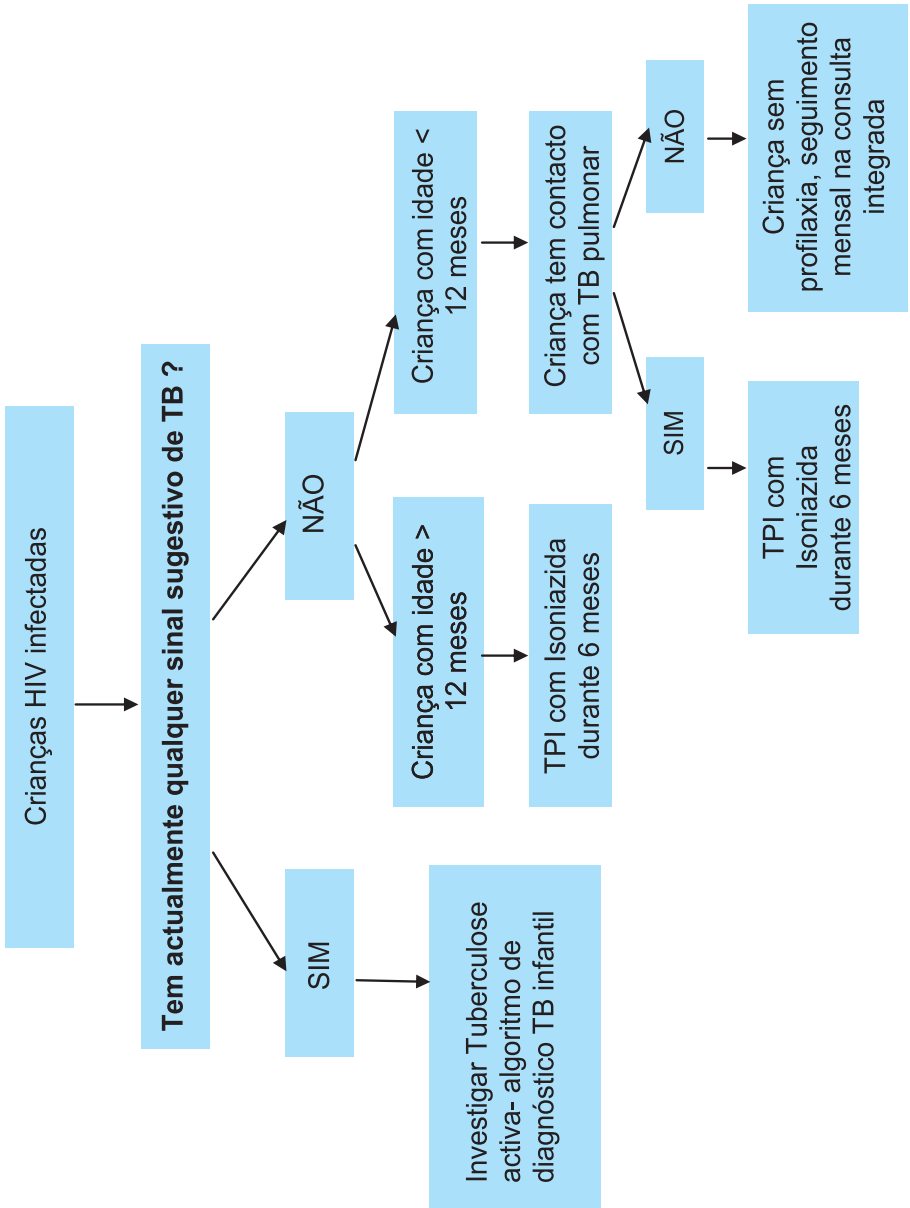 Crianças HIV infectadas
Tem actualmente qualquer sinal sugestivo de TB ?
SIM
NÃO
Investigar Tuberculose
activa- algoritmo de
diagnóstico TB infantil
Criança com idade >
12 meses
Criança com idade <
12 meses
TPI com Isoniazida
durante 6 meses
Criança tem contacto
com TB pulmonar
SIM
NÃO
TPI com
Isoniazida
durante 6 meses
Criança sem
profilaxia, seguimento
mensal na consulta
integrada